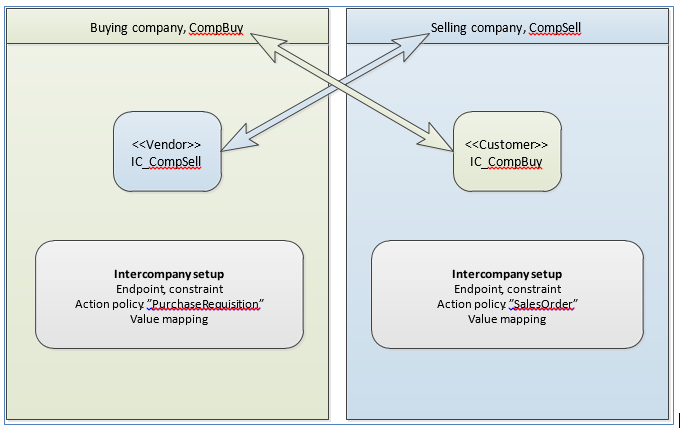 Buying company, CompBuy
Selling company, CompSell
<<Vendor>>
IC_CompSell
<<Customer>>
IC_CompBuy
Intercompany setup
Endpoint, constraint
Action policy ”PurchaseRequisition”
Value mapping
Intercompany setup
Endpoint, constraint
Action policy ”SalesOrder”
Value mapping